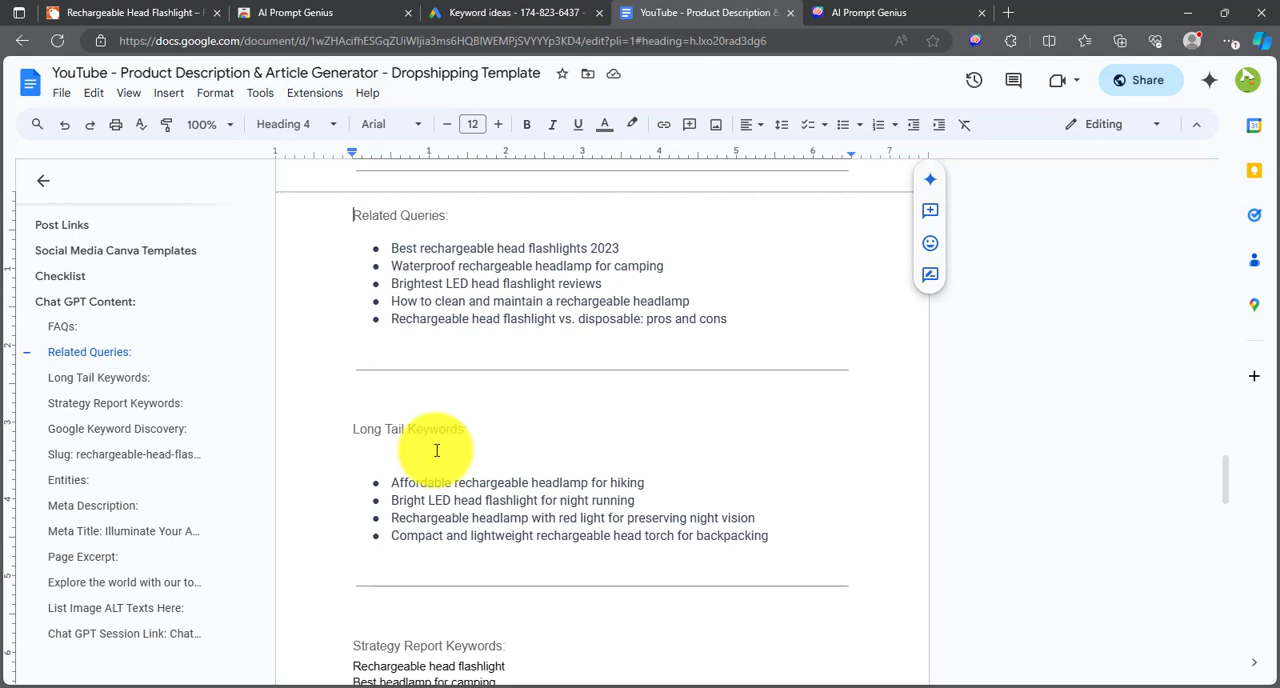 Rechargeable Head Flashlight –
AI Prompt Genius
Keyword ideas - 174-823-6437 -
YouTube - Product Description &
AI Prompt Genius
https://docs.google.com/document/d/1wZHAcifhESGqZUiWljia3ms6HQBIWEMPjSVYYYp3KD4/edit?pli=1#heading=h.lxo20rad3dg6
YouTube - Product Description & Article Generator - Dropshipping Template
File Edit View Insert Format Tools Extensions Help
Share
100% Heading 4 Arial 12 B I U A Editing
1 1 2 3 4 5 6 7
Post Links
Social Media Canva Templates
Checklist
Chat GPT Content:
FAQs:
Related Queries:
Long Tail Keywords:
Strategy Report Keywords:
Google Keyword Discovery:
Slug: rechargeable-head-flas...
Entities:
Meta Description:
Meta Title: Illuminate Your A...
Page Excerpt:
Explore the world with our to...
List Image ALT Texts Here:
Chat GPT Session Link: Chat...
Related Queries:
Best rechargeable head flashlights 2023
Waterproof rechargeable headlamp for camping
Brightest LED head flashlight reviews
How to clean and maintain a rechargeable headlamp
Rechargeable head flashlight vs. disposable: pros and cons
Long Tail Keywords:
Affordable rechargeable headlamp for hiking
Bright LED head flashlight for night running
Rechargeable headlamp with red light for preserving night vision
Compact and lightweight rechargeable head torch for backpacking
Strategy Report Keywords:
Rechargeable head flashlight
Best headlamp for camping